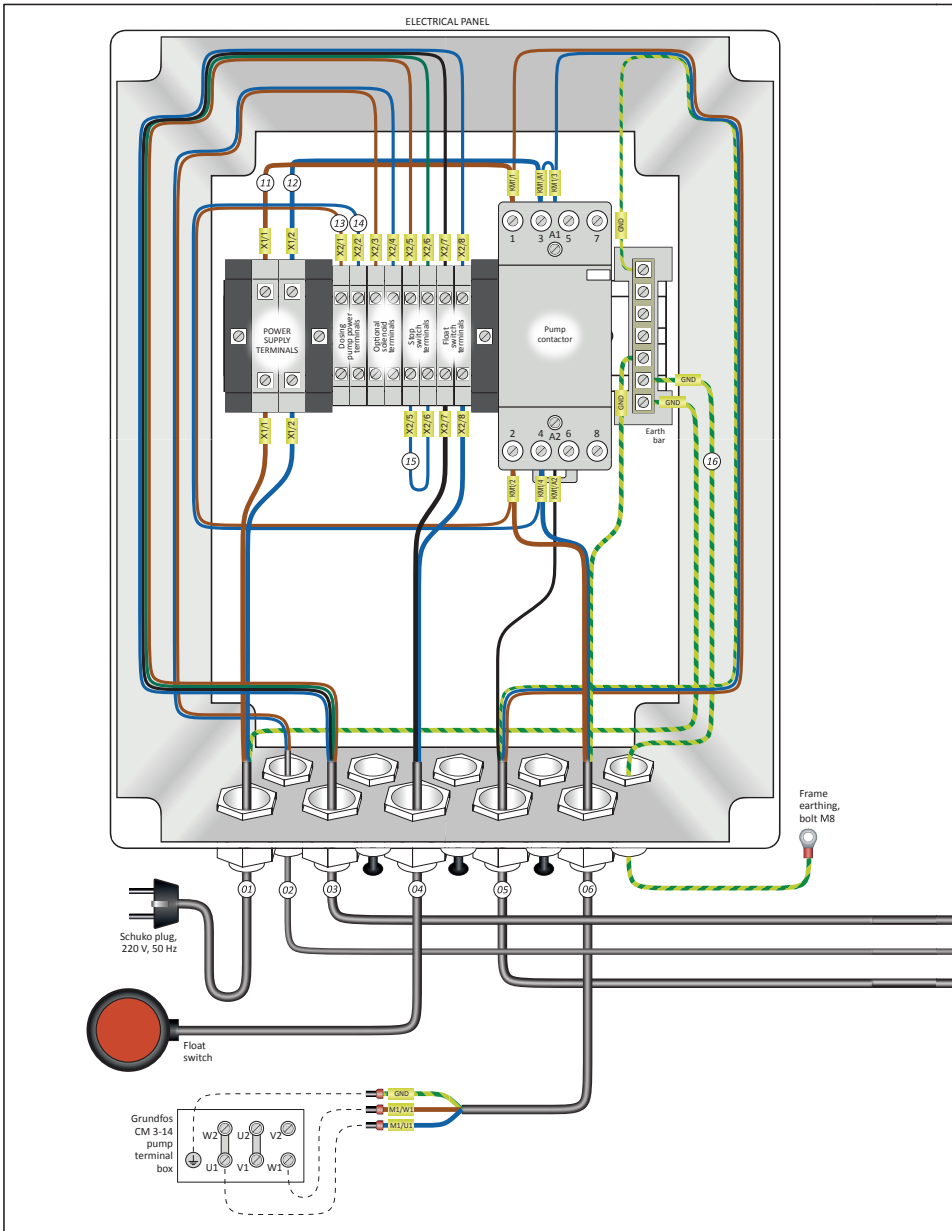 ELECTRICAL PANEL
11
12
13
14
X1/1
X1/2
X2/1
X2/2
X2/3
X2/4
X2/5
X2/6
X2/7
X2/8
KM1/1
KM1/A1
KM1/3
GND
1
3
A1
5
7
POWER
SUPPLY
TERMINALS
Dosing
pump power
terminals
Optional
solenoid
terminals
Stop
switch
terminals
Float
switch
terminals
Pump
contactor
X1/1
X1/2
X2/5
X2/6
X2/7
X2/8
15
2
4
A2
6
8
KM1/2
KM1/4
KM1/A2
GND
GND
GND
Earth
bar
16
Frame
earthing,
bolt M8
01
02
03
04
05
06
Schuko plug,
220 V, 50 Hz
Float
switch
GND
M1/W1
M1/U1
Grundfos
CM 3-14
pump
terminal
box
W2
U2
V2
U1
V1
W1